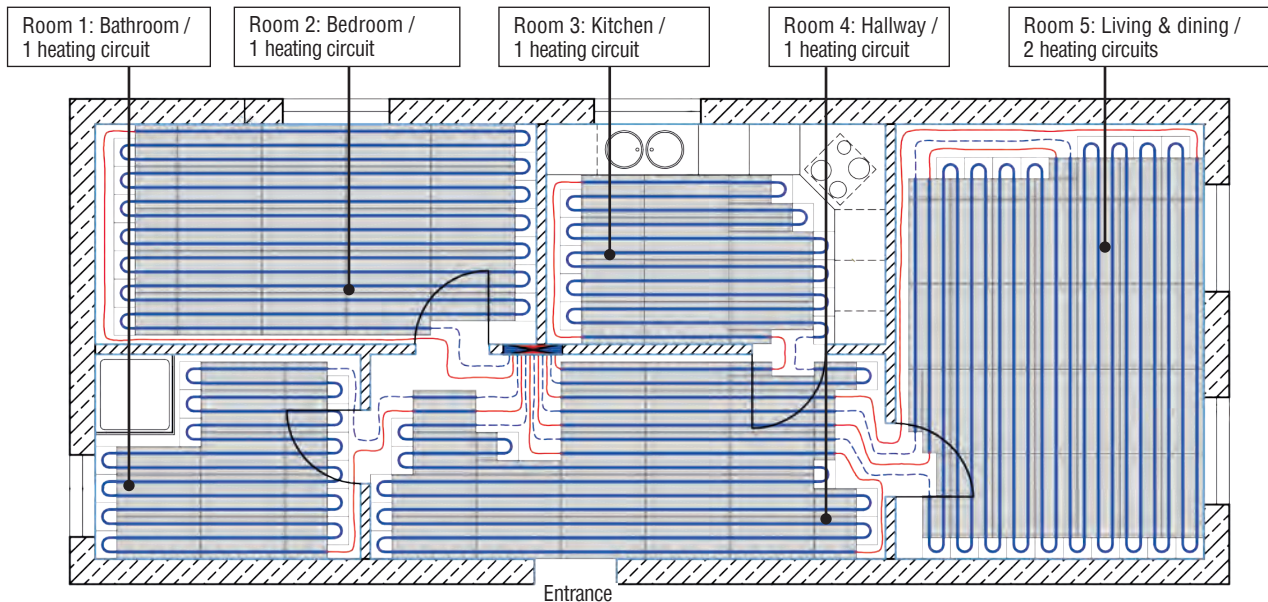 Room 1: Bathroom /
1 heating circuit
Room 2: Bedroom /
1 heating circuit
Room 3: Kitchen /
1 heating circuit
Room 4: Hallway /
1 heating circuit
Room 5: Living & dining /
2 heating circuits
Entrance